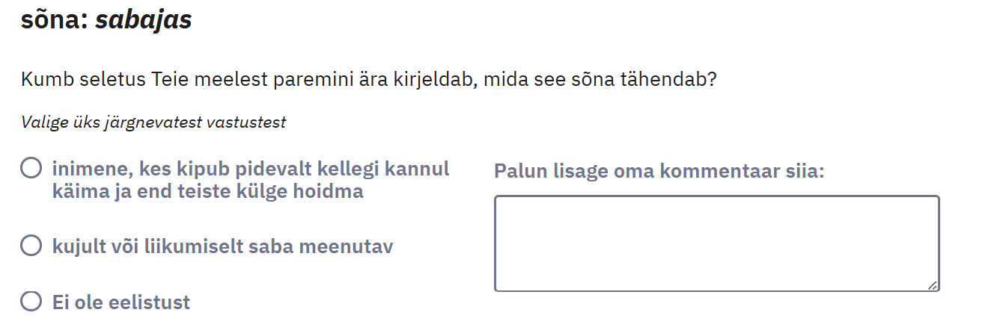 sõna: sabajas
Kumb seletus Teie meelest paremini ära kirjeldab, mida see sõna tähendab?
Valige üks järgnevatest vastustest
inimene, kes kipub pidevalt kellegi kannul
käima ja end teiste külge hoidma
kujult või liikumiselt saba meenutav
Ei ole eelistust
Palun lisage oma kommentaar siia: